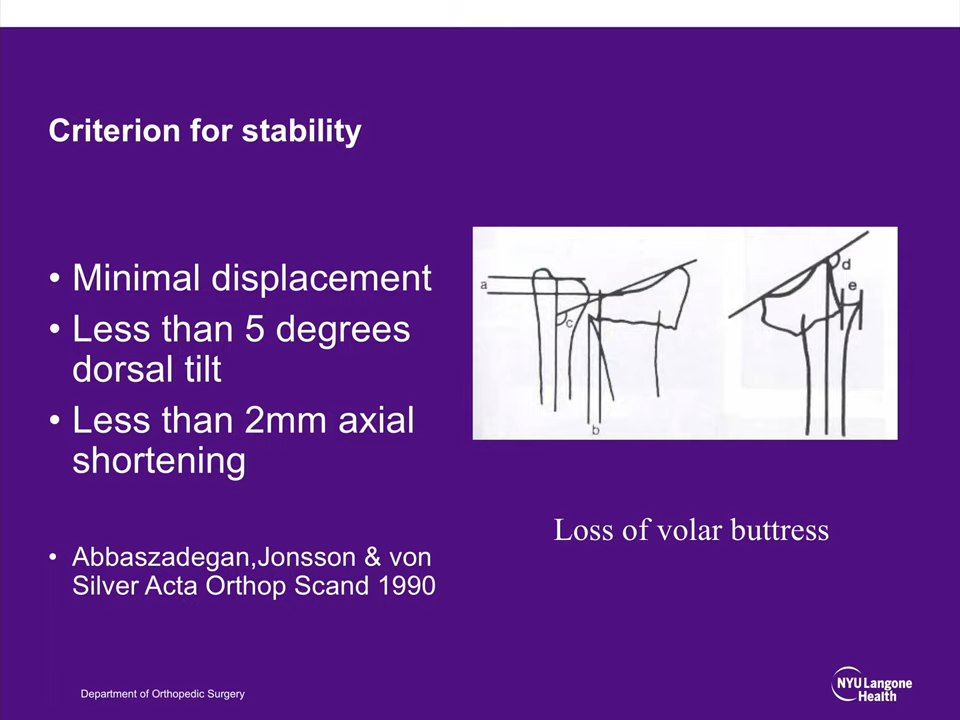 Criterion for stability
• Minimal displacement
• Less than 5 degrees
dorsal tilt
• Less than 2mm axial
shortening
• Abbaszadegan,Jonsson & von
Silver Acta Orthop Scand 1990
a
c
b
d
e
Loss of volar buttress
Department of Orthopedic Surgery
NYU Langone
Health